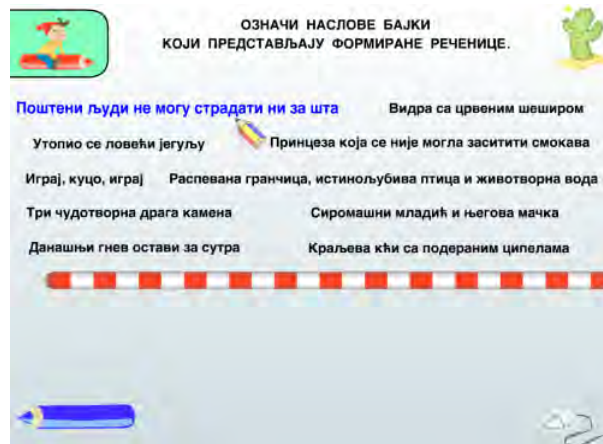 ОЗНАЧИ НАСЛОВЕ БАЈКИ
КОЈИ ПРЕДСТАВЉАЈУ ФОРМИРАНЕ РЕЧЕНИЦЕ.
Поштени људи не могу страдати ни за шта
Видра са црвеним шеширом
Утопио се ловећи јегуљу
Принцеза која се није могла заситити смокава
Играј, куцо, играј
Распевана гранчица, истинољубива птица и животворна вода
Три чудотворна драга камена
Сиромашни младић и његова мачка
Данашњи гнев остави за сутра
Краљева кћи са подераним ципелама